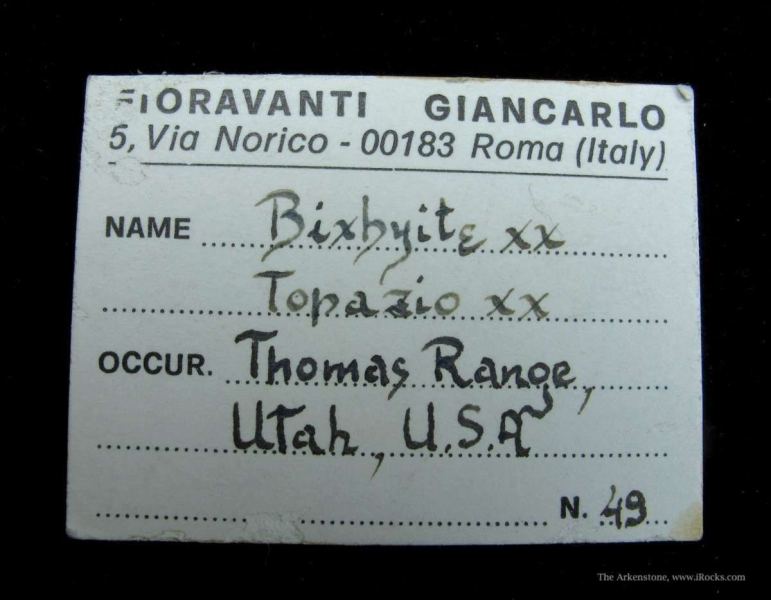 FIORAVANTI GIANCARLO
5, Via Norico - 00183 Roma (Italy)
NAME Bixbyite xx
Topazio xx
OCCUR. Thomas Range,
Utah, U.S.A
N. 49
The Arkenstone, www.iRocks.com